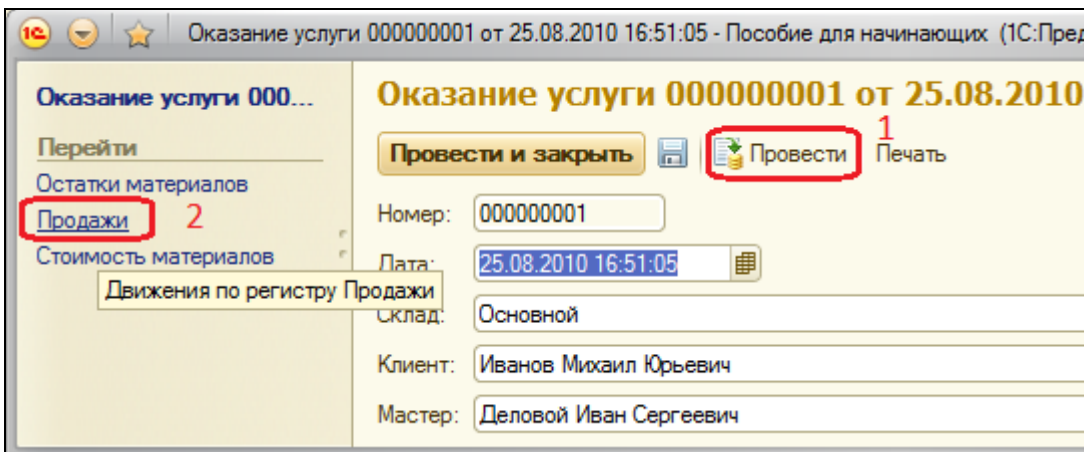 1С Оказание услуги 000000001 от 25.08.2010 16:51:05 - Пособие для начинающих (1С:Пред
Оказание услуги 000...
Перейти
Остатки материалов
Продажи 2
Стоимость материалов
Движения по регистру Продажи
Оказание услуги 000000001 от 25.08.2010
1
Провести и закрыть Провести Печать
Номер: 000000001
Дата: 25.08.2010 16:51:05
Склад: Основной
Клиент: Иванов Михаил Юрьевич
Мастер: Деловой Иван Сергеевич